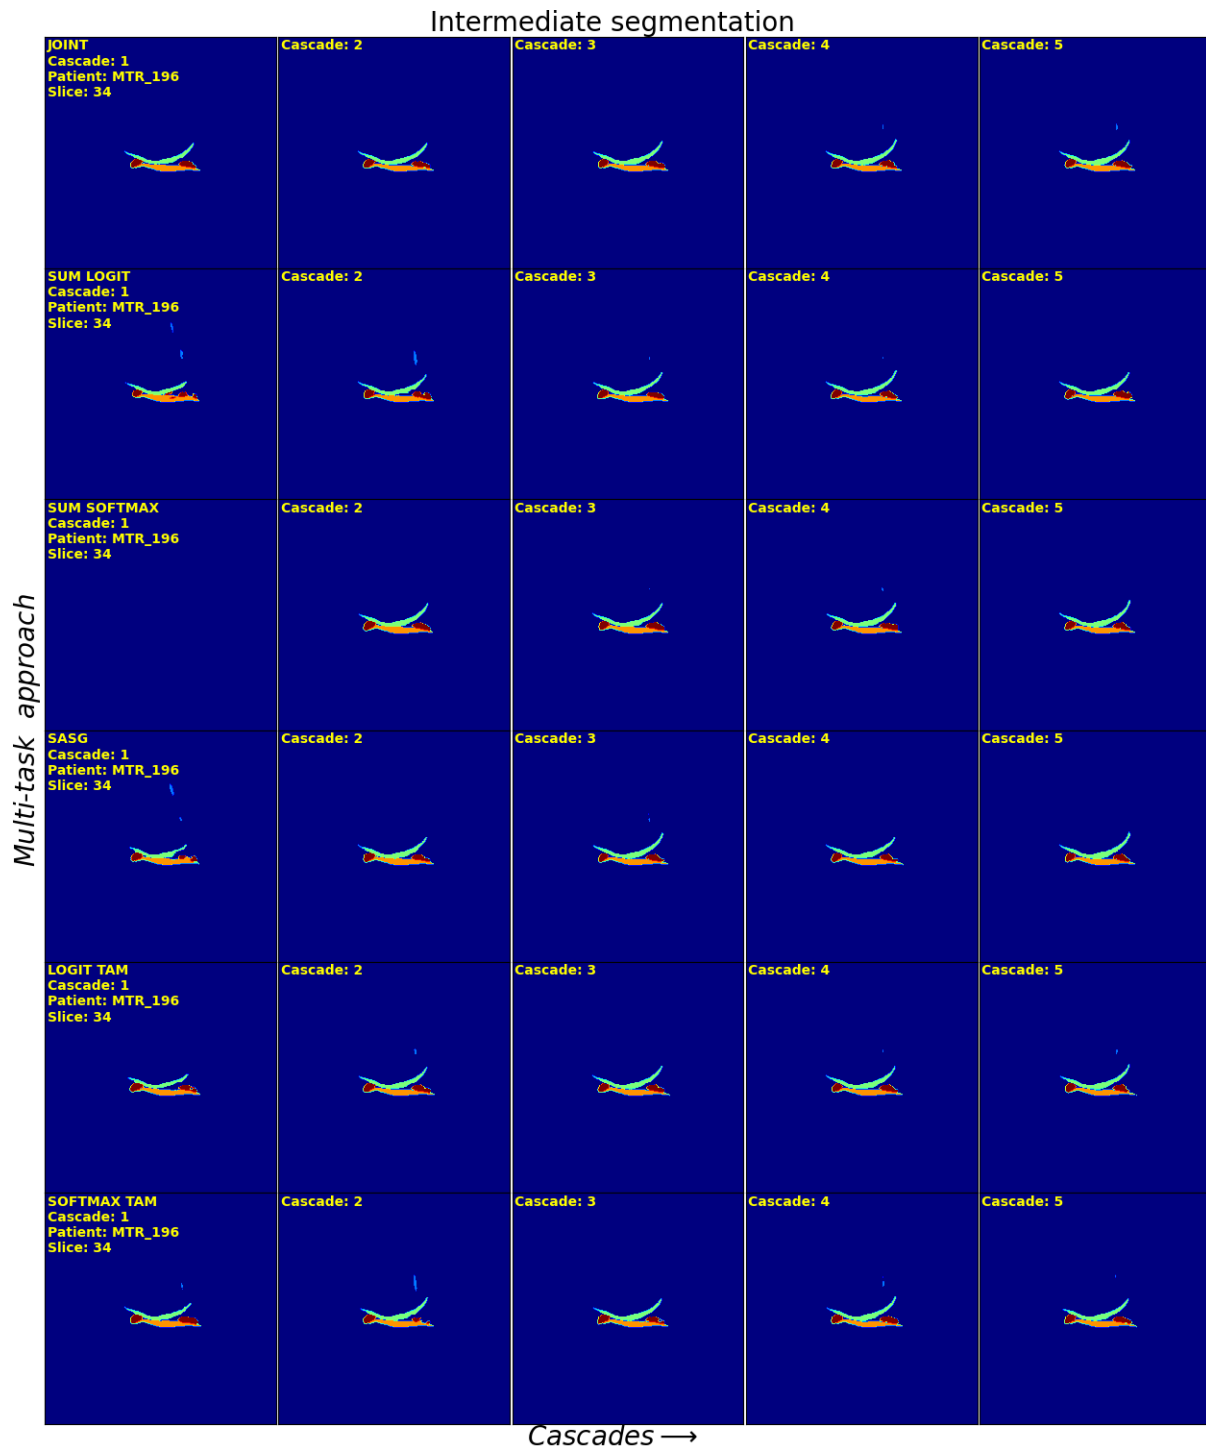 Intermediate segmentation
JOINT
Cascade: 1
Patient: MTR_196
Slice: 34
Cascade: 2
Cascade: 3
Cascade: 4
Cascade: 5
SUM LOGIT
Cascade: 1
Patient: MTR_196
Slice: 34
Cascade: 2
Cascade: 3
Cascade: 4
Cascade: 5
SUM SOFTMAX
Cascade: 1
Patient: MTR_196
Slice: 34
Cascade: 2
Cascade: 3
Cascade: 4
Cascade: 5
SASG
Cascade: 1
Patient: MTR_196
Slice: 34
Cascade: 2
Cascade: 3
Cascade: 4
Cascade: 5
LOGIT TAM
Cascade: 1
Patient: MTR_196
Slice: 34
Cascade: 2
Cascade: 3
Cascade: 4
Cascade: 5
SOFTMAX TAM
Cascade: 1
Patient: MTR_196
Slice: 34
Cascade: 2
Cascade: 3
Cascade: 4
Cascade: 5
Multi-task approach
Cascades ⟶